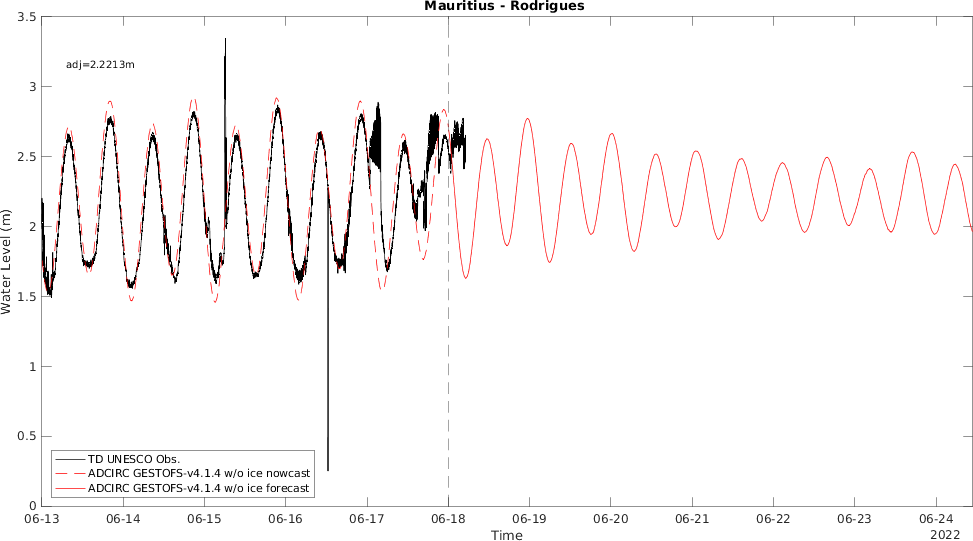 Mauritius - Rodrigues
3.5
3
2.5
2
1.5
1
0.5
0
Water Level (m)
adj=2.2213m
TD UNESCO Obs.
ADCIRC GESTOFS-v4.1.4 w/o ice nowcast
ADCIRC GESTOFS-v4.1.4 w/o ice forecast
06-13 06-14 06-15 06-16 06-17 06-18 06-19 06-20 06-21 06-22 06-23 06-24
2022
Time